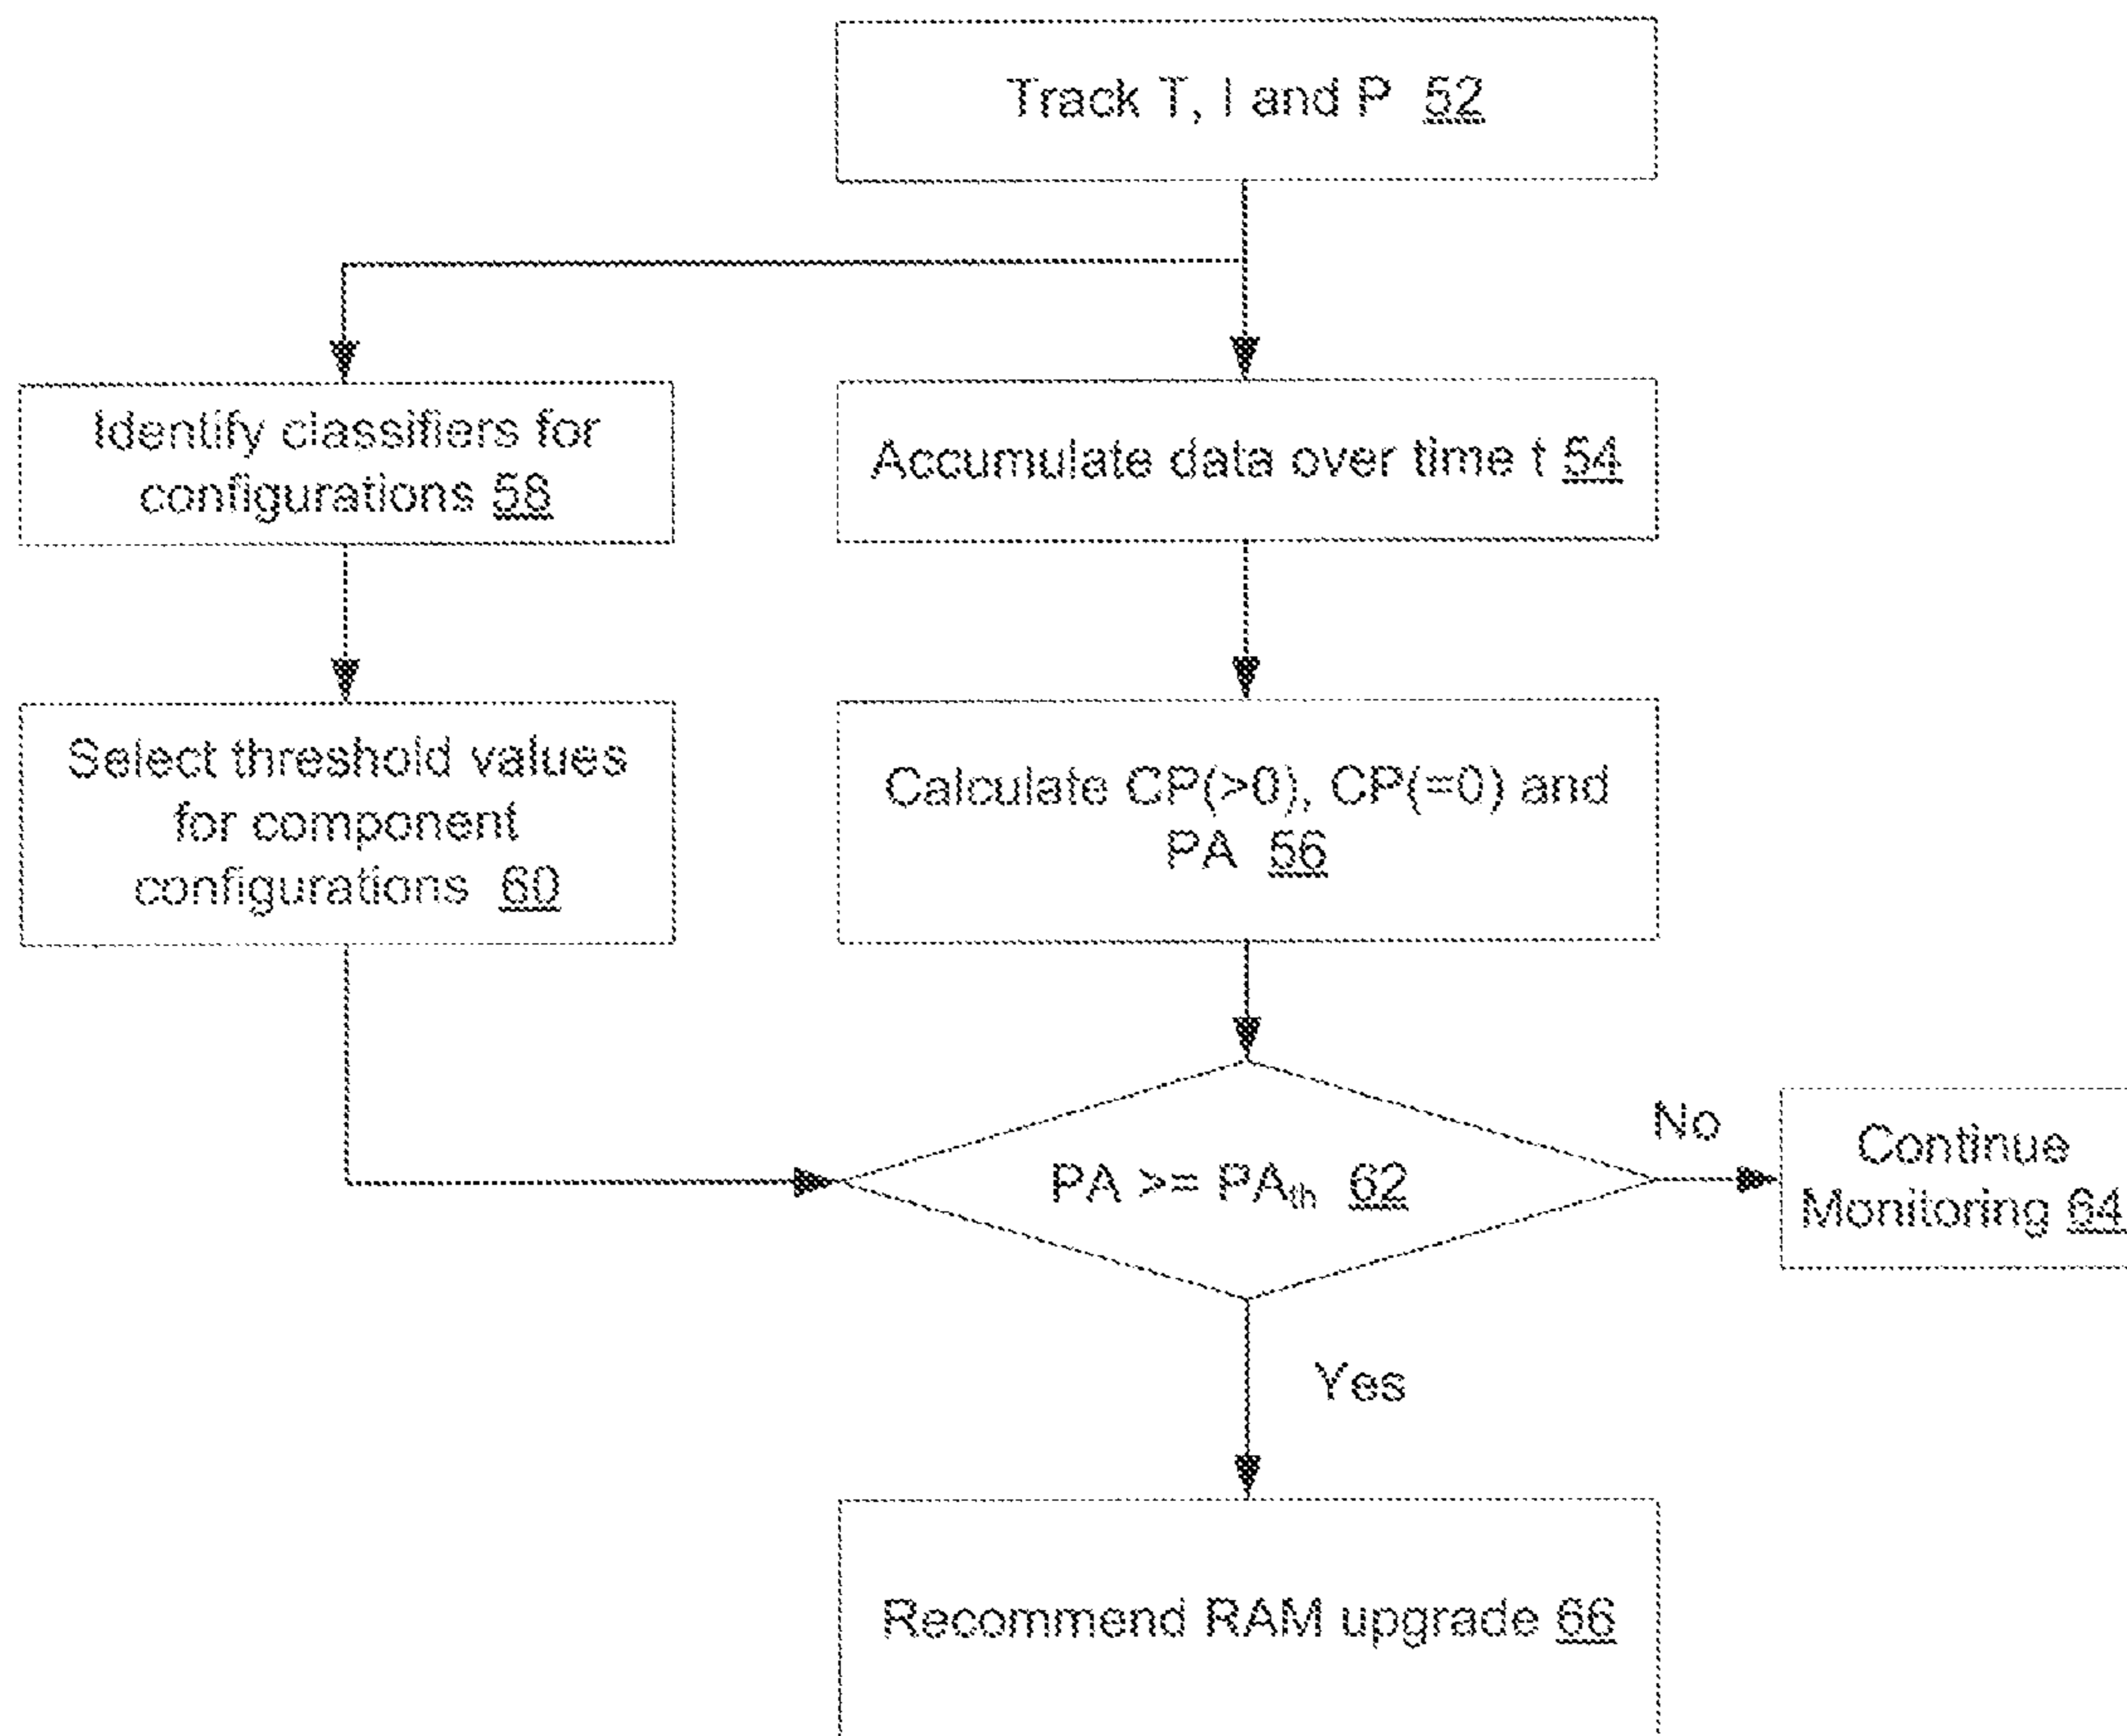 Track T, I and P 52
Identify classifiers for
configurations 58
Accumulate data over time t 54
Select threshold values
for component
configurations 60
Calculate CP(>0), CP(=0) and
PA 56
PA >= PAth 62
No
Continue
Monitoring 64
Yes
Recommend RAM upgrade 66